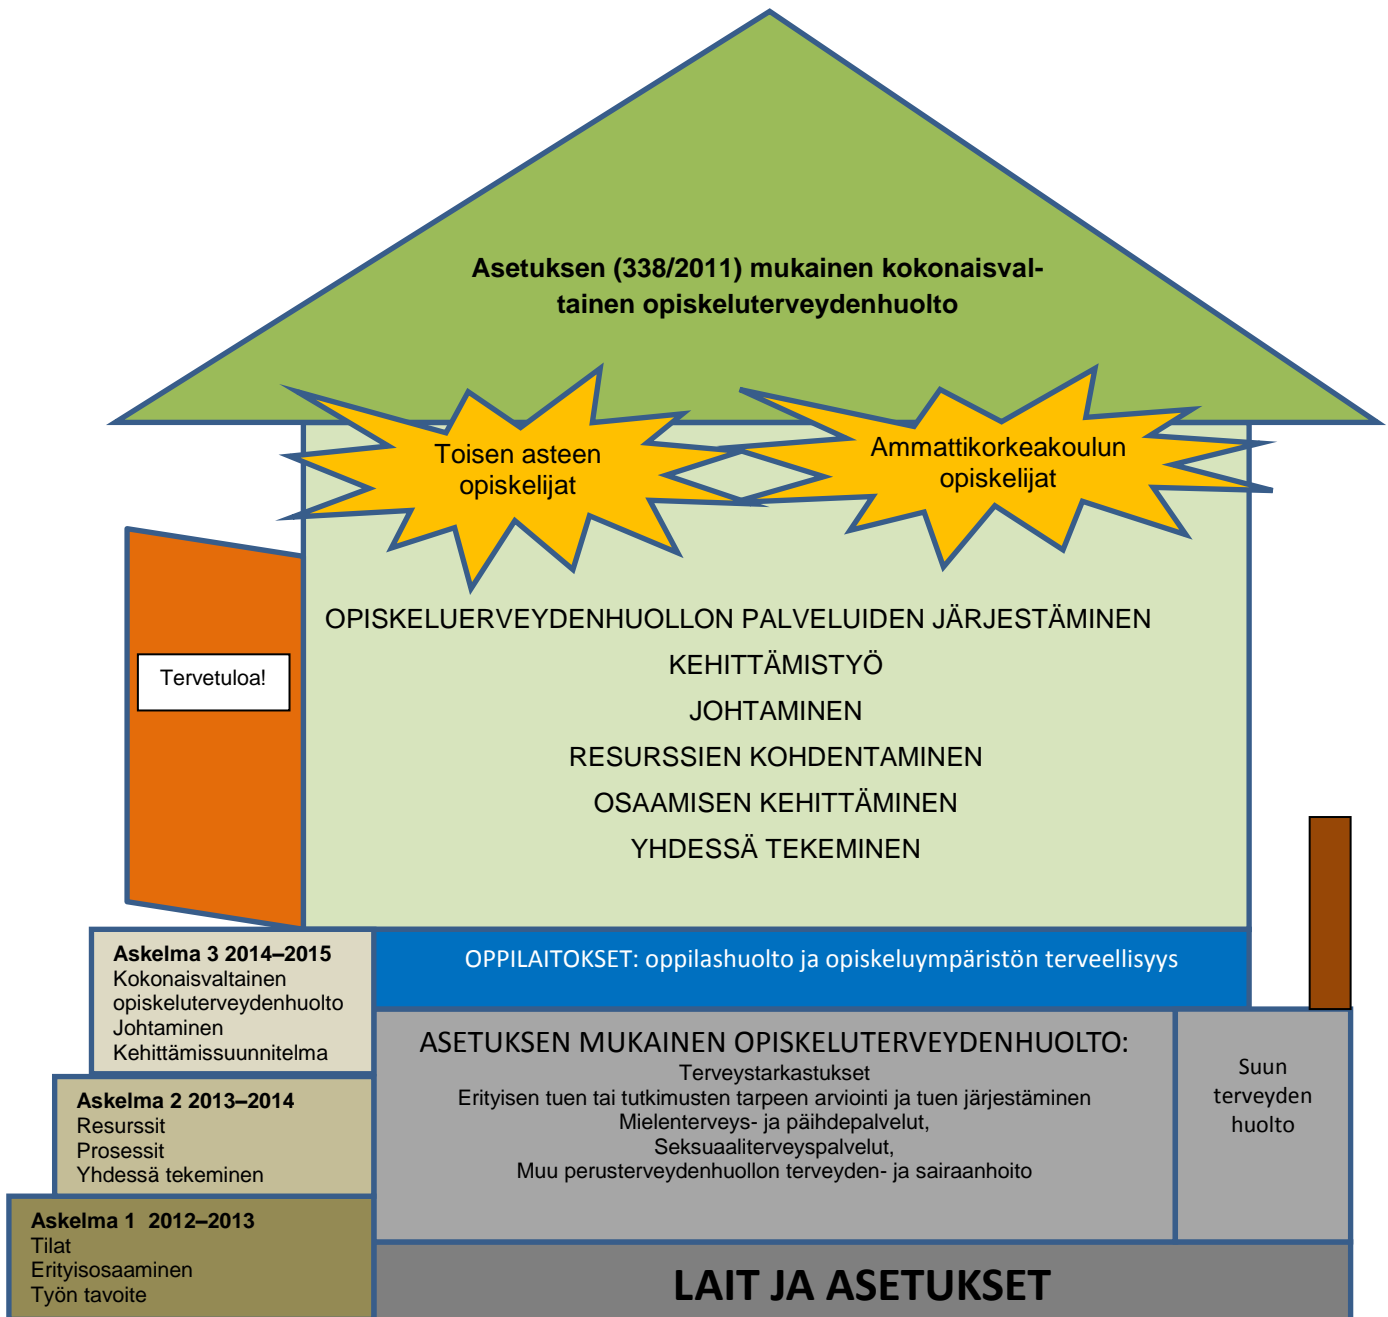 Asetuksen (338/2011) mukainen kokonaisval-
tainen opiskeluterveydenhuolto
Toisen asteen
opiskelijat
Ammattikorkeakoulun
opiskelijat
OPISKELUERVEYDENHUOLLON PALVELUIDEN JÄRJESTÄMINEN
KEHITTÄMISTYÖ
JOHTAMINEN
RESURSSIEN KOHDENTAMINEN
OSAAMISEN KEHITTÄMINEN
YHDESSÄ TEKEMINEN
Tervetuloa!
Askelma 3 2014–2015
Kokonaisvaltainen
opiskeluterveydenhuolto
Johtaminen
Kehittämissuunnitelma
OPPILAITOKSET: oppilashuolto ja opiskeluympäristön terveellisyys
ASETUKSEN MUKAINEN OPISKELUTERVEYDENHUOLTO:
Terveystarkastukset
Erityisen tuen tai tutkimusten tarpeen arviointi ja tuen järjestäminen
Mielenterveys- ja päihdepalvelut,
Seksuaaliterveyspalvelut,
Muu perusterveydenhuollon terveyden- ja sairaanhoito
Suun
terveyden
huolto
Askelma 2 2013–2014
Resurssit
Prosessit
Yhdessä tekeminen
Askelma 1 2012–2013
Tilat
Erityisosaaminen
Työn tavoite
LAIT JA ASETUKSET